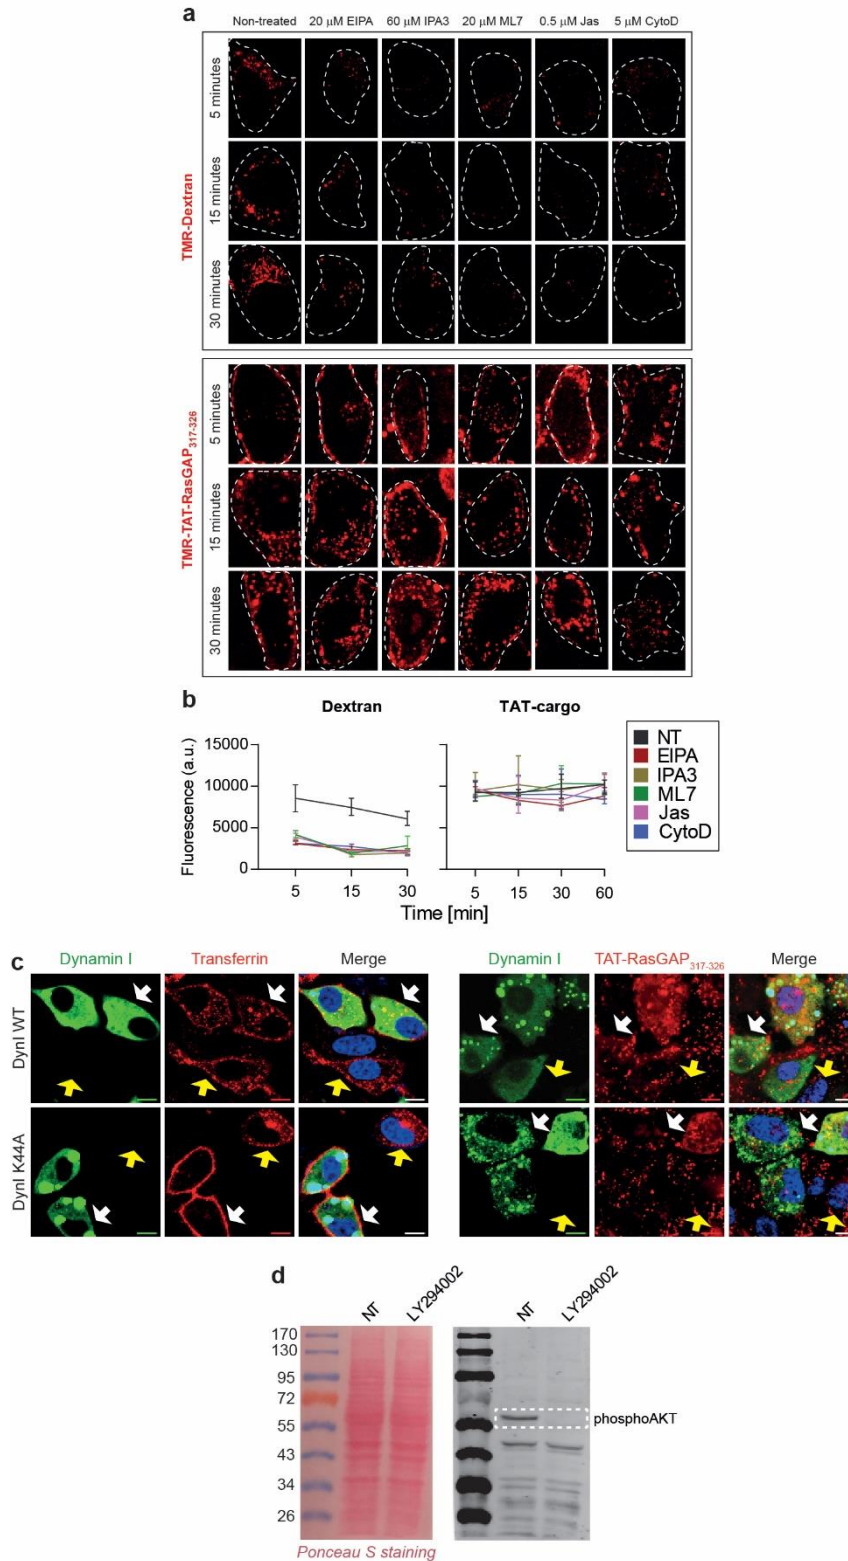 a
Non-treated 20 µM EIPA 60 µM IPA3 20 µM ML7 0.5 µM Jas 5 µM CytoD
TMR-Dextran
5 minutes
15 minutes
30 minutes
TMR-TAT-RasGAP317-326
5 minutes
15 minutes
30 minutes
b
Dextran TAT-cargo
Fluorescence (a.u.)
15000
10000
5000
0
5 15 30 5 15 30 60
Time [min]
NT
EIPA
IPA3
ML7
Jas
CytoD
c
Dynamin I Transferrin Merge Dynamin I TAT-RasGAP317-326 Merge
DynI WT
DynI K44A
d
NT LY294002 NT LY294002
170
130
95
72
55
43
34
26
phosphoAKT
Ponceau S staining